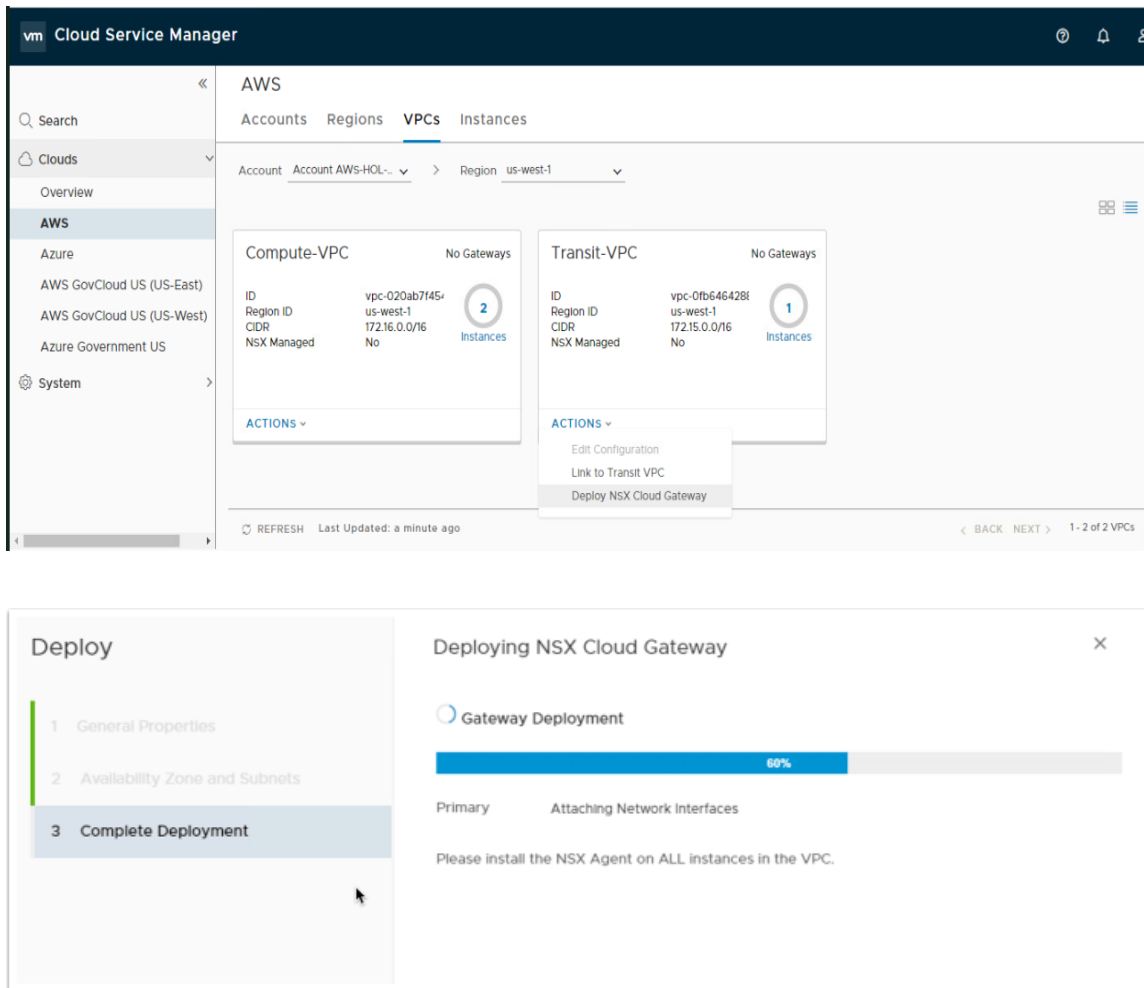 vm Cloud Service Manager
«
AWS
Search
Accounts Regions VPCs Instances
Clouds
Account Account AWS-HOL-.. > Region us-west-1
Overview
AWS
Azure
AWS GovCloud US (US-East)
AWS GovCloud US (US-West)
Azure Government US
System
Compute-VPC No Gateways
ID vpc-020ab7f454
Region ID us-west-1
CIDR 172.16.0.0/16
NSX Managed No
2
Instances
ACTIONS
Transit-VPC No Gateways
ID vpc-0fb6464288
Region ID us-west-1
CIDR 172.15.0.0/16
NSX Managed No
1
Instances
ACTIONS
Edit Configuration
Link to Transit VPC
Deploy NSX Cloud Gateway
REFRESH Last Updated: a minute ago
< BACK NEXT > 1 - 2 of 2 VPCs
Deploy
1 General Properties
2 Availability Zone and Subnets
3 Complete Deployment
Deploying NSX Cloud Gateway
Gateway Deployment
60%
Primary Attaching Network Interfaces
Please install the NSX Agent on ALL instances in the VPC.